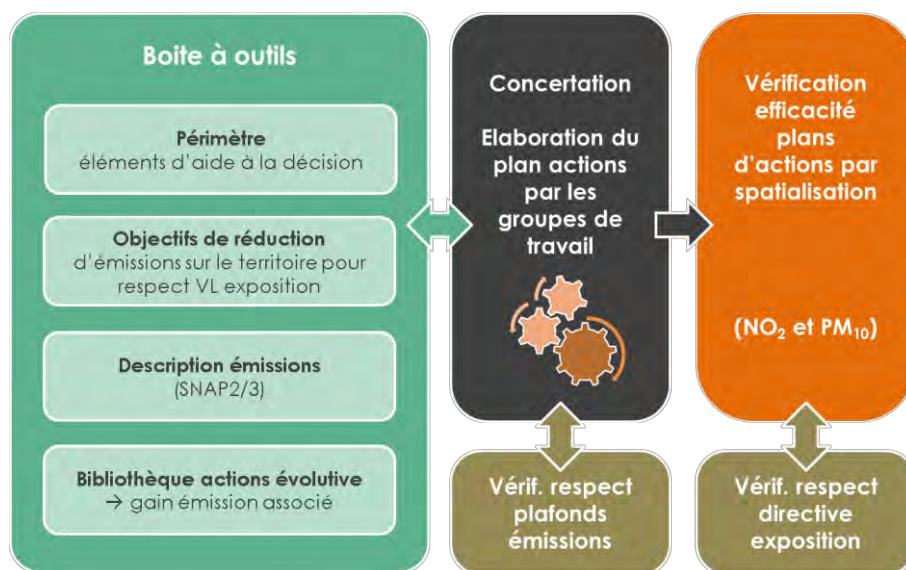 Boite à outils
Périmètre
éléments d'aide à la décision
Objectifs de réduction
d'émissions sur le territoire pour
respect VL exposition
Description émissions
(SNAP2/3)
Bibliothèque actions évolutive
→ gain émission associé
Concertation
Elaboration du
plan actions
par les
groupes de
travail
Vérif. respect
plafonds
émissions
Vérification
efficacité
plans
d'actions par
spatialisation
(NO₂ et PM₁₀)
Vérif. respect
directive
exposition